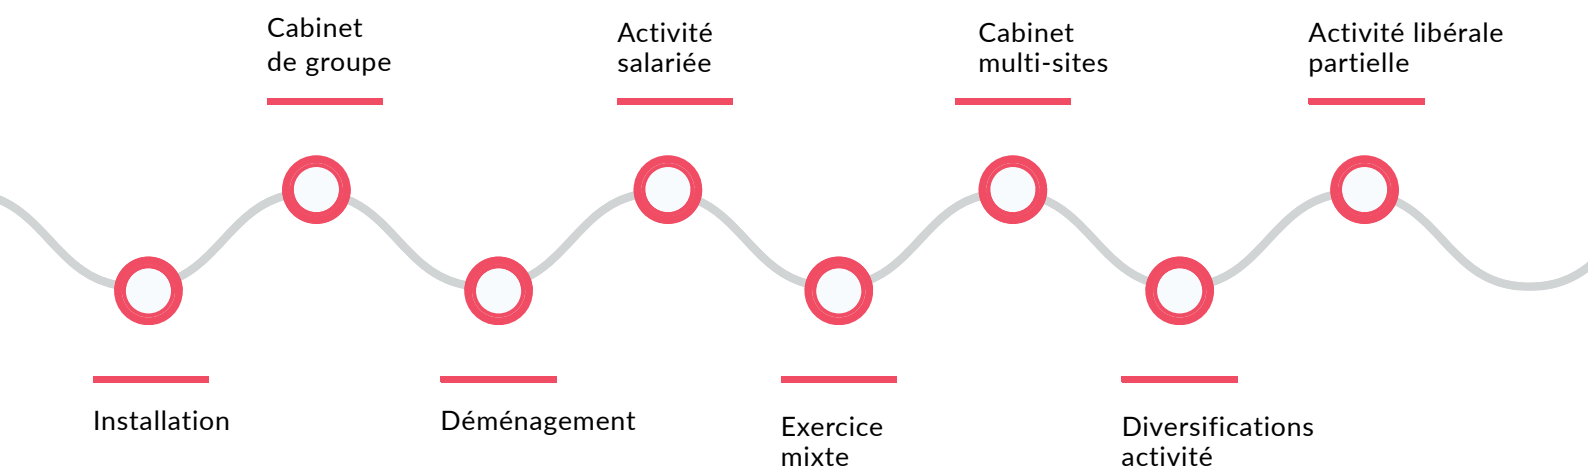 Cabinet
de groupe
Activité
salariée
Cabinet
multi-sites
Activité libérale
partielle
Installation
Déménagement
Exercice
mixte
Diversifications
activité